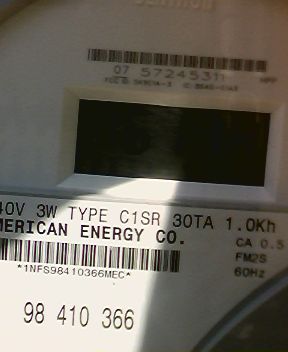 07 57245311
40V 3W TYPE C1SR 30TA 1.0Kh
MERICAN ENERGY CO.
CA 0.5
FM2S
60Hz
*1NFS98410366MEC*
98 410 366